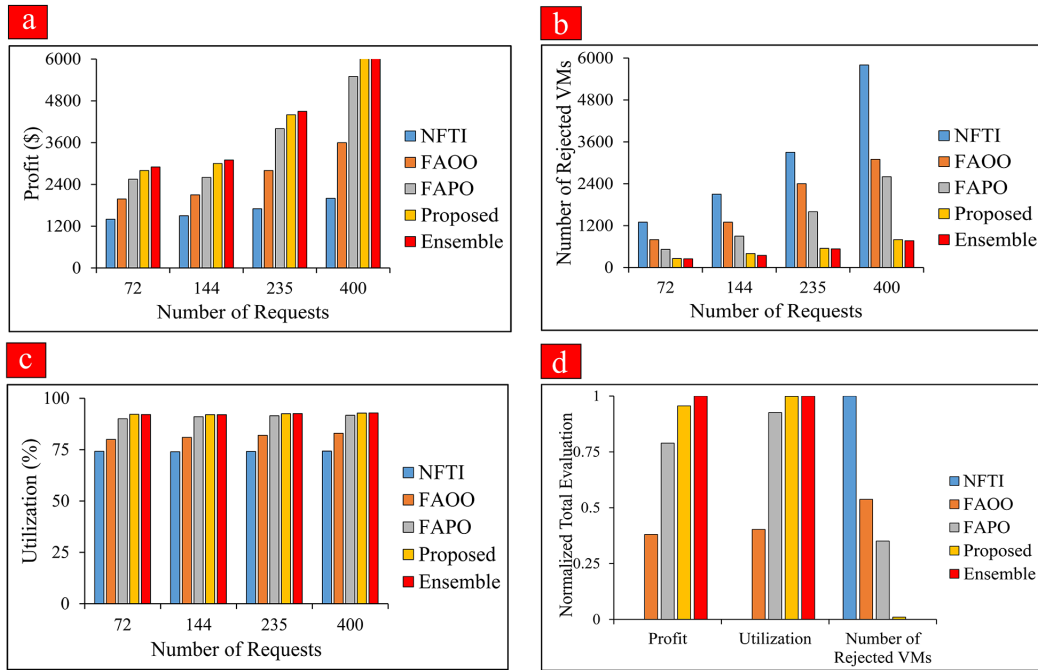 a
6000
4800
3600
2400
1200
0
Profit ($)
72 144 235 400
Number of Requests
NFTI
FAOO
FAPO
Proposed
Ensemble
b
6000
4800
3600
2400
1200
0
Number of Rejected VMs
72 144 235 400
Number of Requests
NFTI
FAOO
FAPO
Proposed
Ensemble
c
100
75
50
25
0
Utilization (%)
72 144 235 400
Number of Requests
NFTI
FAOO
FAPO
Proposed
Ensemble
d
1
0.75
0.5
0.25
0
Normalized Total Evaluation
Profit Utilization Number of
Rejected VMs
NFTI
FAOO
FAPO
Proposed
Ensemble